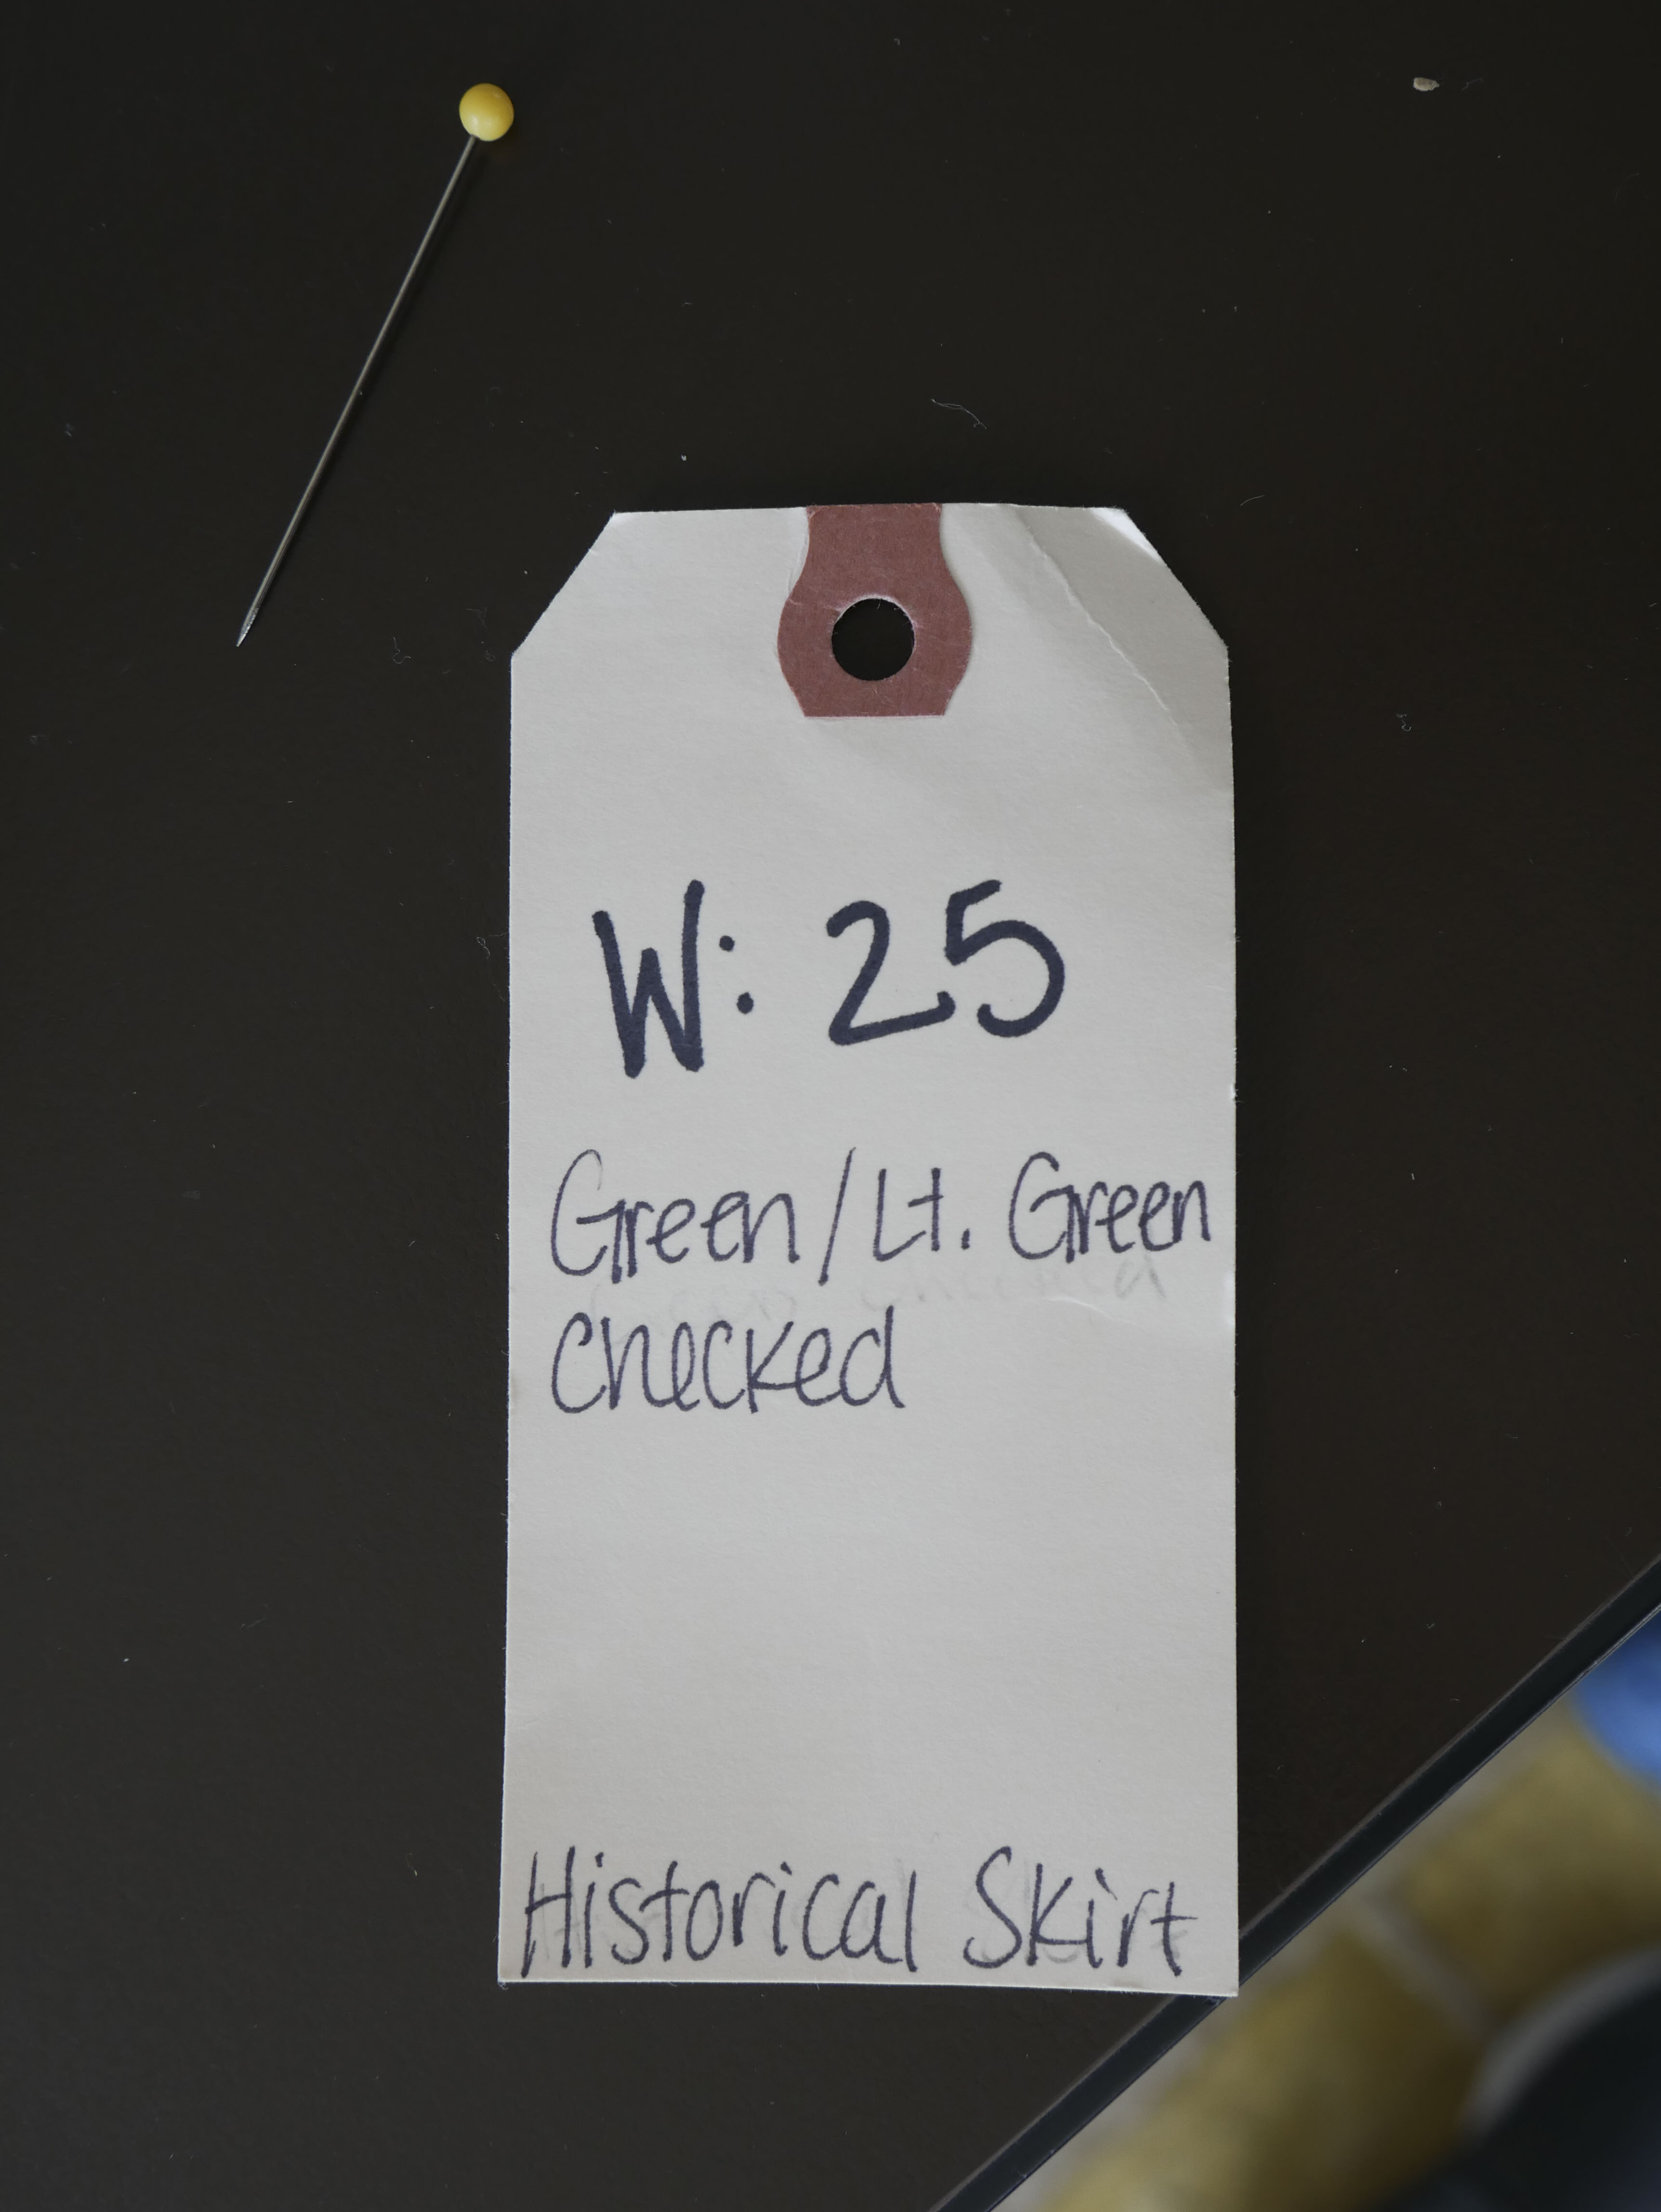 W: 25
Green/Lt. Green
Checked
Historical Skirt